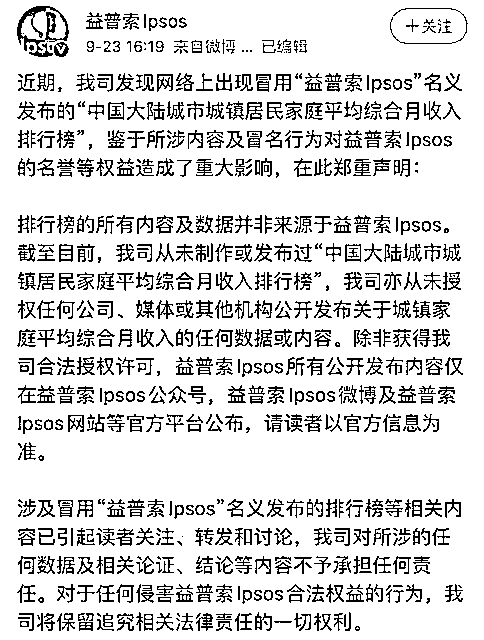 益普索Ipsos
9-23 16:19 来自微博 ... 已编辑
+关注
Ipsos
近期，我司发现网络上出现冒用“益普索Ipsos”名义
发布的“中国大陆城市城镇居民家庭平均综合月收入
排行榜”，鉴于所涉内容及冒名行为对益普索Ipsos
的名誉等权益造成了重大影响，在此郑重声明：
排行榜的所有内容及数据并非来源于益普索Ipsos。
截至目前，我司从未制作或发布过“中国大陆城市城
镇居民家庭平均综合月收入排行榜”，我司亦从未授
权任何公司、媒体或其他机构公开发布关于城镇家
庭平均综合月收入的任何数据或内容。除非获得我
司合法授权许可，益普索Ipsos所有公开发布内容仅
在益普索Ipsos公众号，益普索Ipsos微博及益普索
Ipsos网站等官方平台公布，请读者以官方信息为
准。
涉及冒用“益普索Ipsos”名义发布的排行榜等相关内
容已引起读者关注、转发和讨论，我司对所涉的任
何数据及相关论证、结论等内容不予承担任何责
任。对于任何侵害益普索Ipsos合法权益的行为，我
司将保留追究相关法律责任的一切权利。